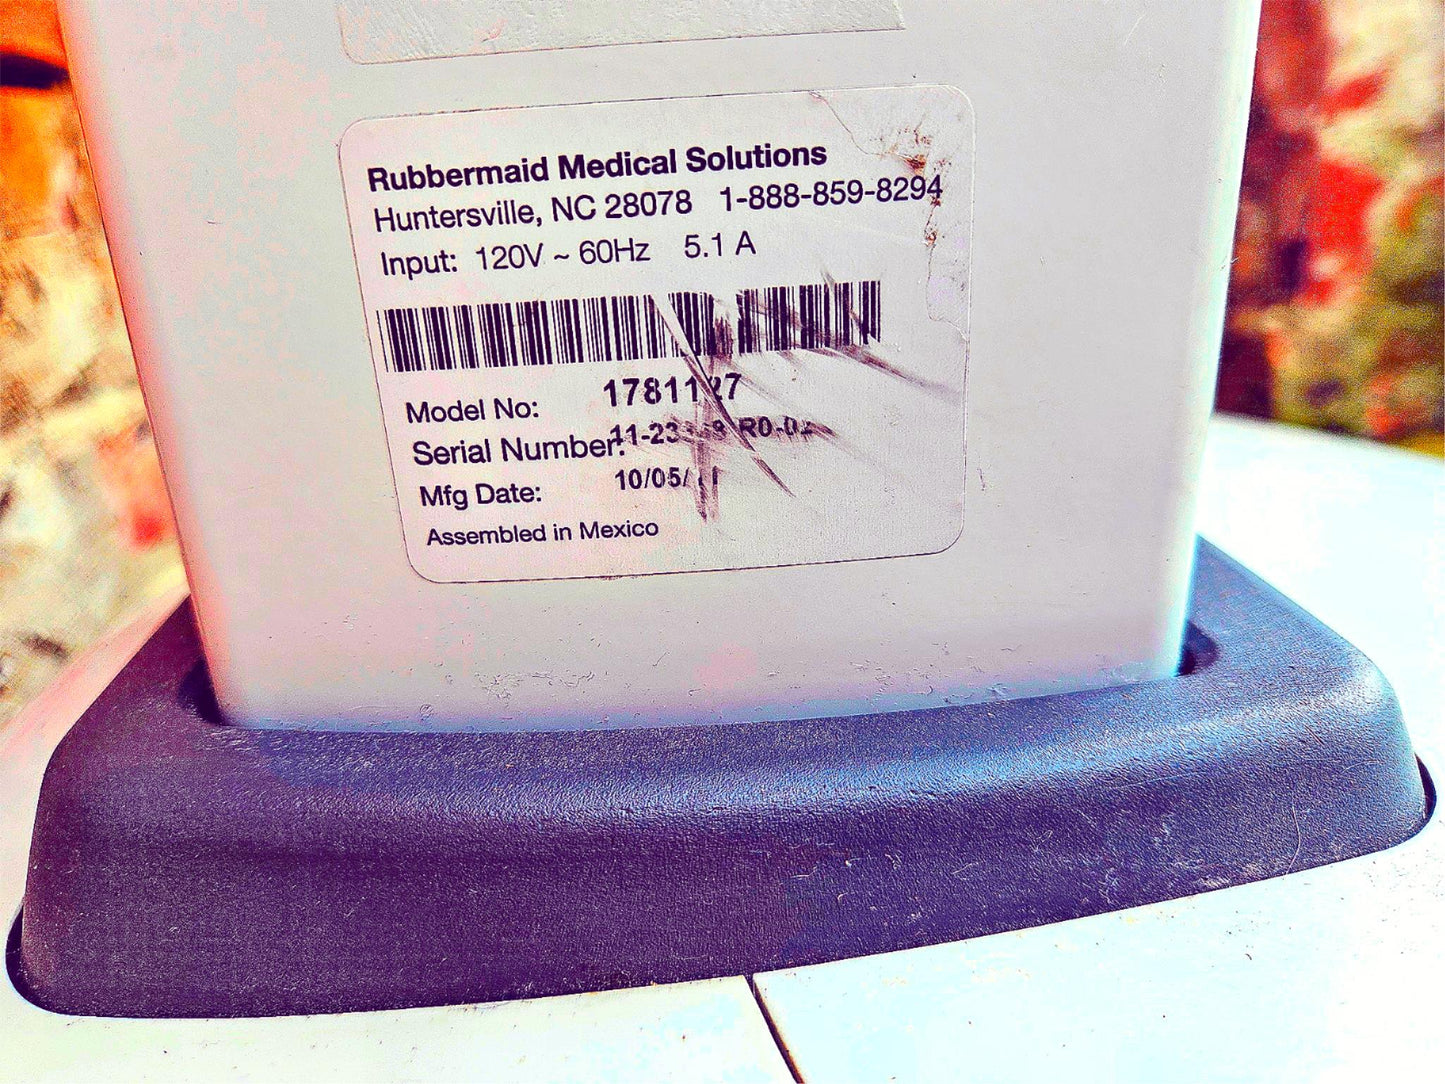 Rubbermaid Medical Solutions
Huntersville, NC 28078 1-888-859-8294
Input: 120V ~ 60Hz 5.1 A
Model No:
Serial Number:
Mfg Date:
Assembled in Mexico